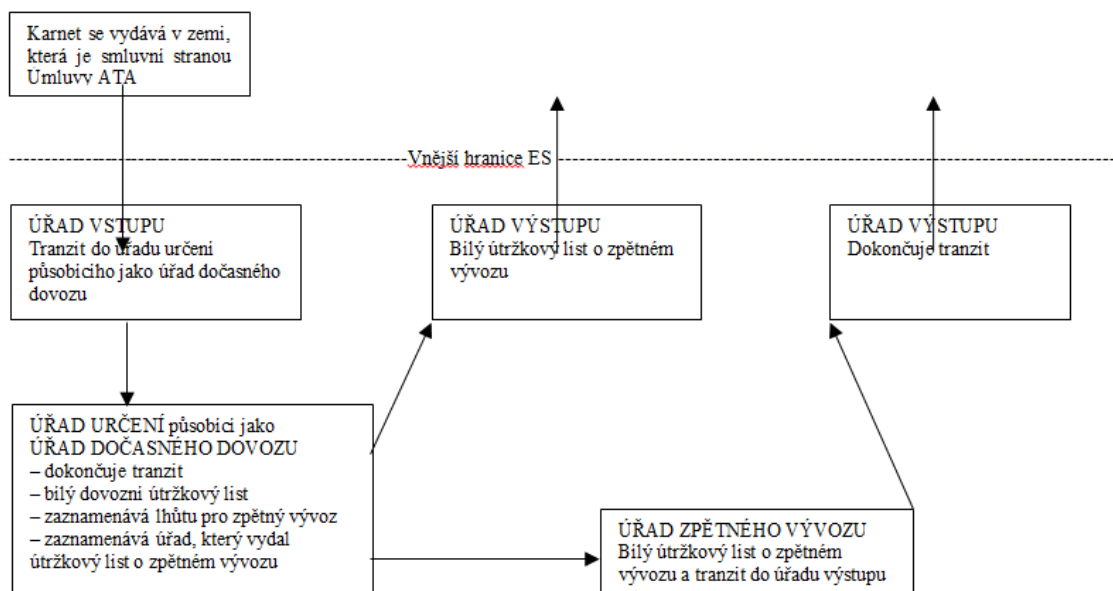 Karnet se vydává v zemi,
která je smluvní stranou
Úmluvy ATA
Vnější hranice ES
ÚŘAD VSTUPU
Tranzit do úřadu určení
působícího jako úřad dočasného
dovozu
ÚŘAD VÝSTUPU
Bílý útržkový list o zpětném
vývozu
ÚŘAD VÝSTUPU
Dokončuje tranzit
ÚŘAD URČENÍ působící jako
ÚŘAD DOČASNÉHO DOVOZU
– dokončuje tranzit
– bílý dovozní útržkový list
– zaznamenává lhůtu pro zpětný vývoz
– zaznamenává úřad, který vydal
útržkový list o zpětném vývozu
ÚŘAD ZPĚTNÉHO VÝVOZU
Bílý útržkový list o zpětném
vývozu a tranzit do úřadu výstupu